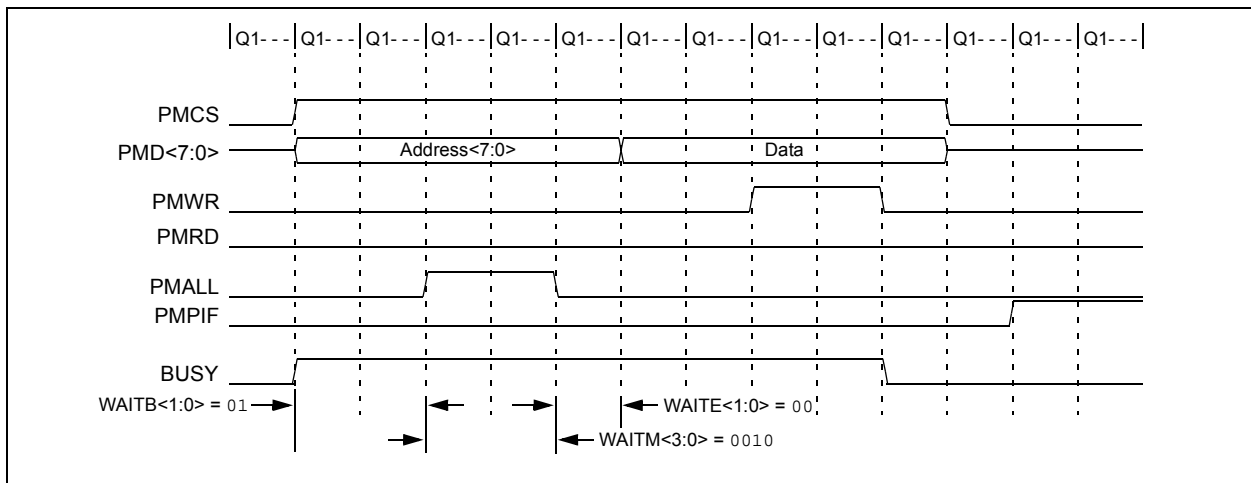 Q1- - - Q1- - - Q1- - - Q1- - - Q1- - - Q1- - - Q1- - - Q1- - - Q1- - - Q1- - - Q1- - - Q1- - - Q1- - -
PMCS
PMD<7:0> Address<7:0> Data
PMWR
PMRD
PMALL
PMPIF
BUSY
WAITB<1:0> = 01 WAITE<1:0> = 00
WAITM<3:0> = 0010